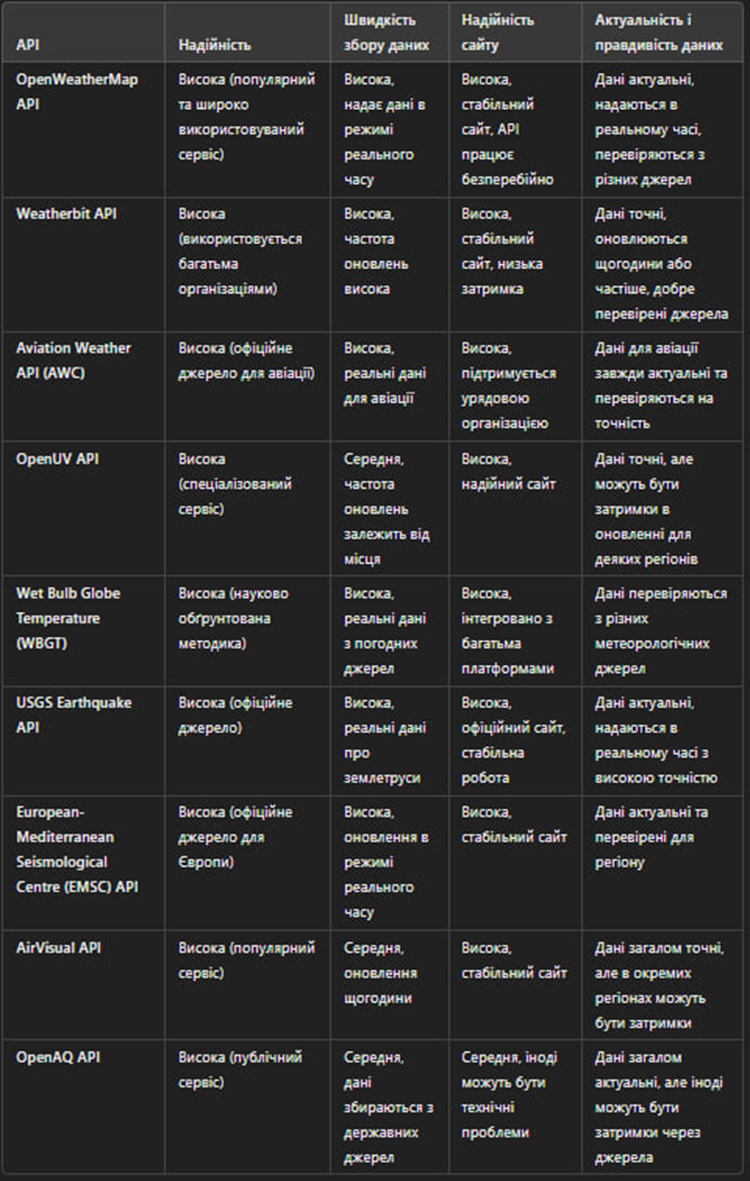 API
Надійність
Швидкість
збору даних
Надійність
сайту
Актуальність і
правдивість даних
OpenWeatherMap
API
Висока (популярний
та широко
використовуваний
сервіс)
Висока,
надає дані в
режимі
реального
часу
Висока,
стабільний
сайт, API
працює
безперебійно
Дані актуальні,
надаються в
реальному часі,
перевіряються з
різних джерел
Weatherbit API
Висока
(використовується
багатьма
організаціями)
Висока,
частота
оновлень
висока
Висока,
стабільний
сайт, низька
затримка
Дані точні,
оновлюються
щогодини або
частіше, добре
перевірені джерела
Aviation Weather
API (AWC)
Висока (офіційне
джерело для авіації)
Висока,
реальні дані
для авіації
Висока,
підтримується
урядовою
організацією
Дані для авіації
завжди актуальні та
перевіряються на
точність
OpenUV API
Висока
(спеціалізований
сервіс)
Середня,
частота
оновлень
залежить від
місця
Висока,
надійний сайт
Дані точні, але
можуть бути
затримки в
оновленні для
деяких регіонів
Wet Bulb Globe
Temperature
(WBGT)
Висока (науково
обґрунтована
методика)
Висока,
реальні дані
з погодних
джерел
Висока,
інтегровано з
багатьма
платформами
Дані перевіряються
з різних
метеорологічних
джерел
USGS Earthquake
API
Висока (офіційне
джерело)
Висока,
реальні дані
про
землетруси
Висока,
офіційний сайт,
стабільна
робота
Дані актуальні,
надаються в
реальному часі з
високою точністю
European-
Mediterranean
Seismological
Centre (EMSC) API
Висока (офіційне
джерело для
Європи)
Висока,
оновлення в
режимі
реального
часу
Висока,
стабільний сайт
Дані актуальні та
перевірені для
регіону
AirVisual API
Висока (популярний
сервіс)
Середня,
оновлення
щогодини
Висока,
стабільний сайт
Дані загалом точні,
але в окремих
регіонах можуть
бути затримки
OpenAQ API
Висока (публічний
сервіс)
Середня,
дані
збираються з
державних
джерел
Середня, іноді
можуть бути
технічні
проблеми
Дані загалом
актуальні, але іноді
можуть бути
затримки через
джерела